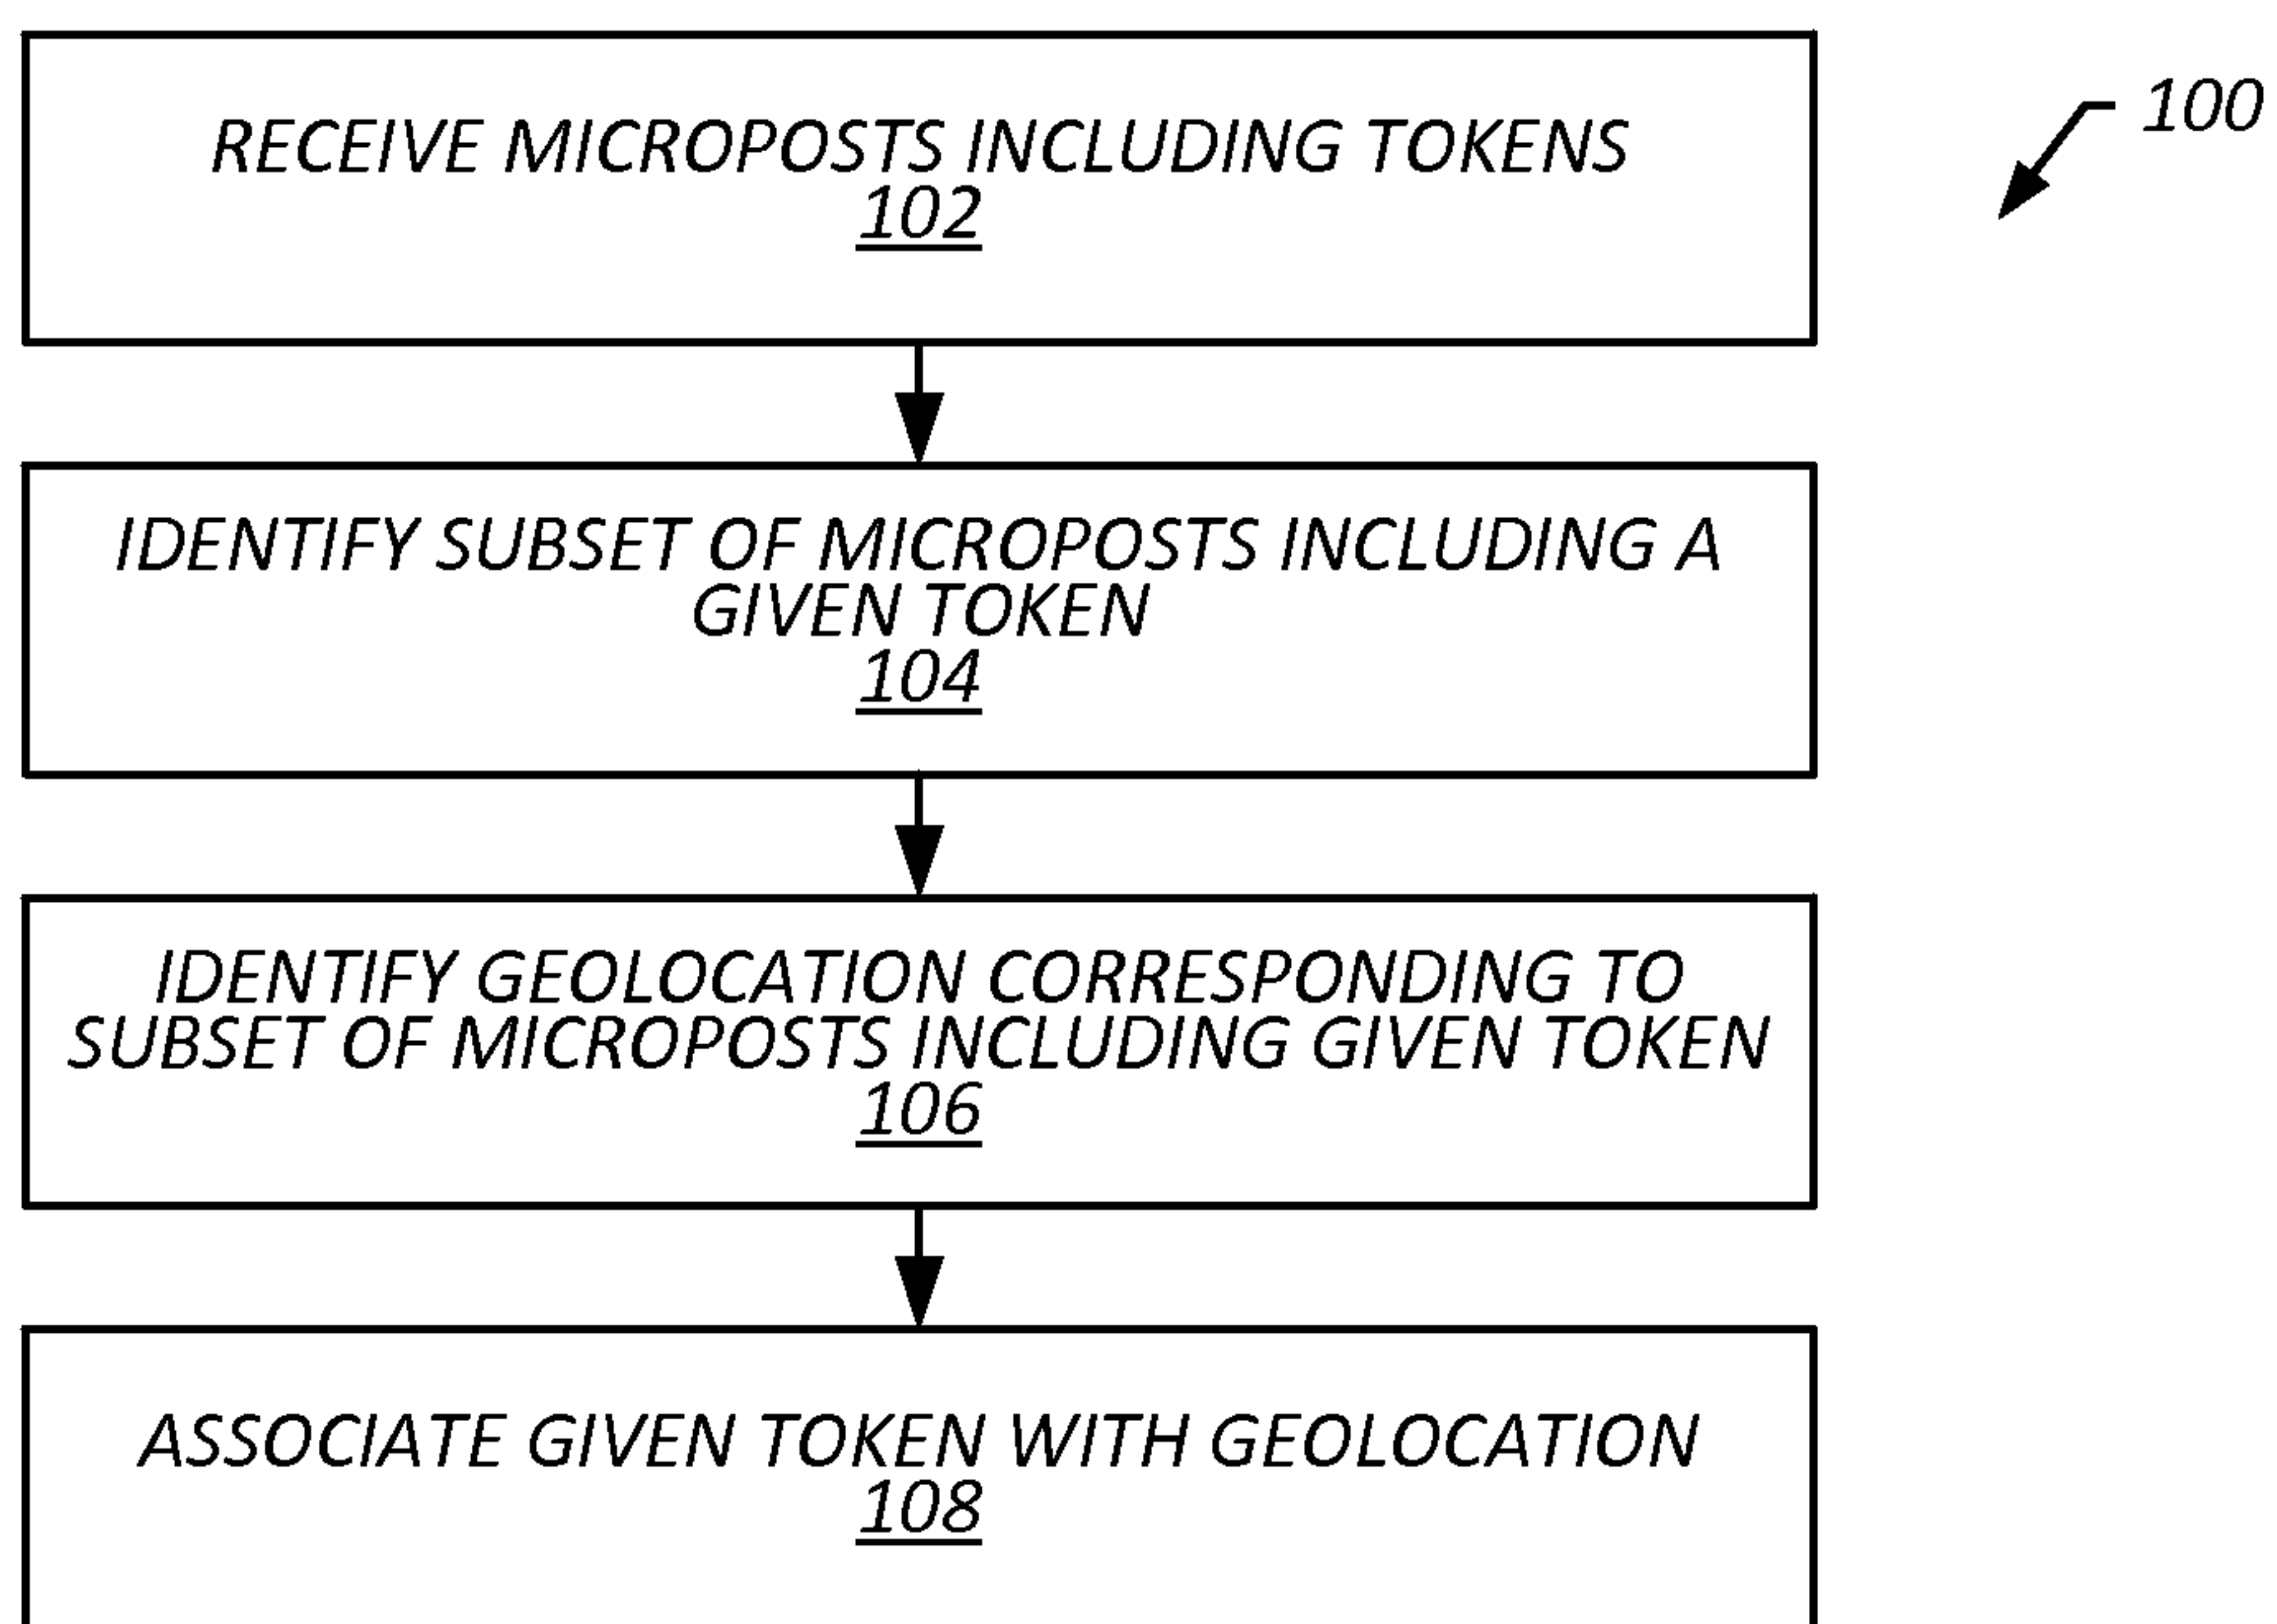 RECEIVE MICROPOSTS INCLUDING TOKENS
102
100
IDENTIFY SUBSET OF MICROPOSTS INCLUDING A
GIVEN TOKEN
104
IDENTIFY GEOLOCATION CORRESPONDING TO
SUBSET OF MICROPOSTS INCLUDING GIVEN TOKEN
106
ASSOCIATE GIVEN TOKEN WITH GEOLOCATION
108